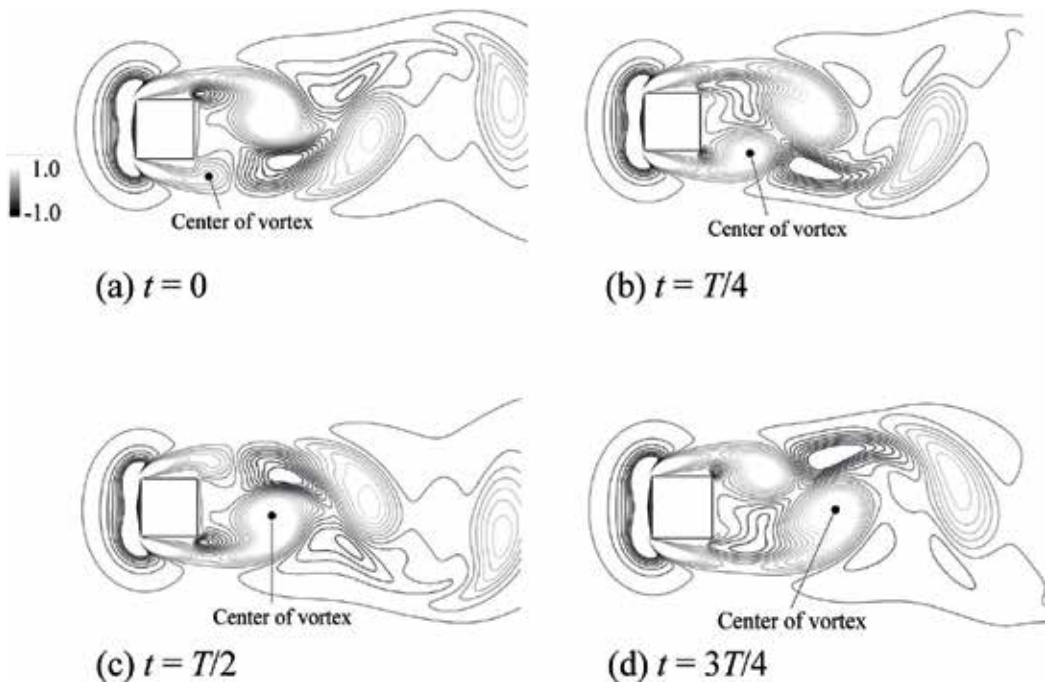 1.0
-1.0
Center of vortex
Center of vortex
(a) t = 0
(b) t = T/4
Center of vortex
Center of vortex
(c) t = T/2
(d) t = 3T/4